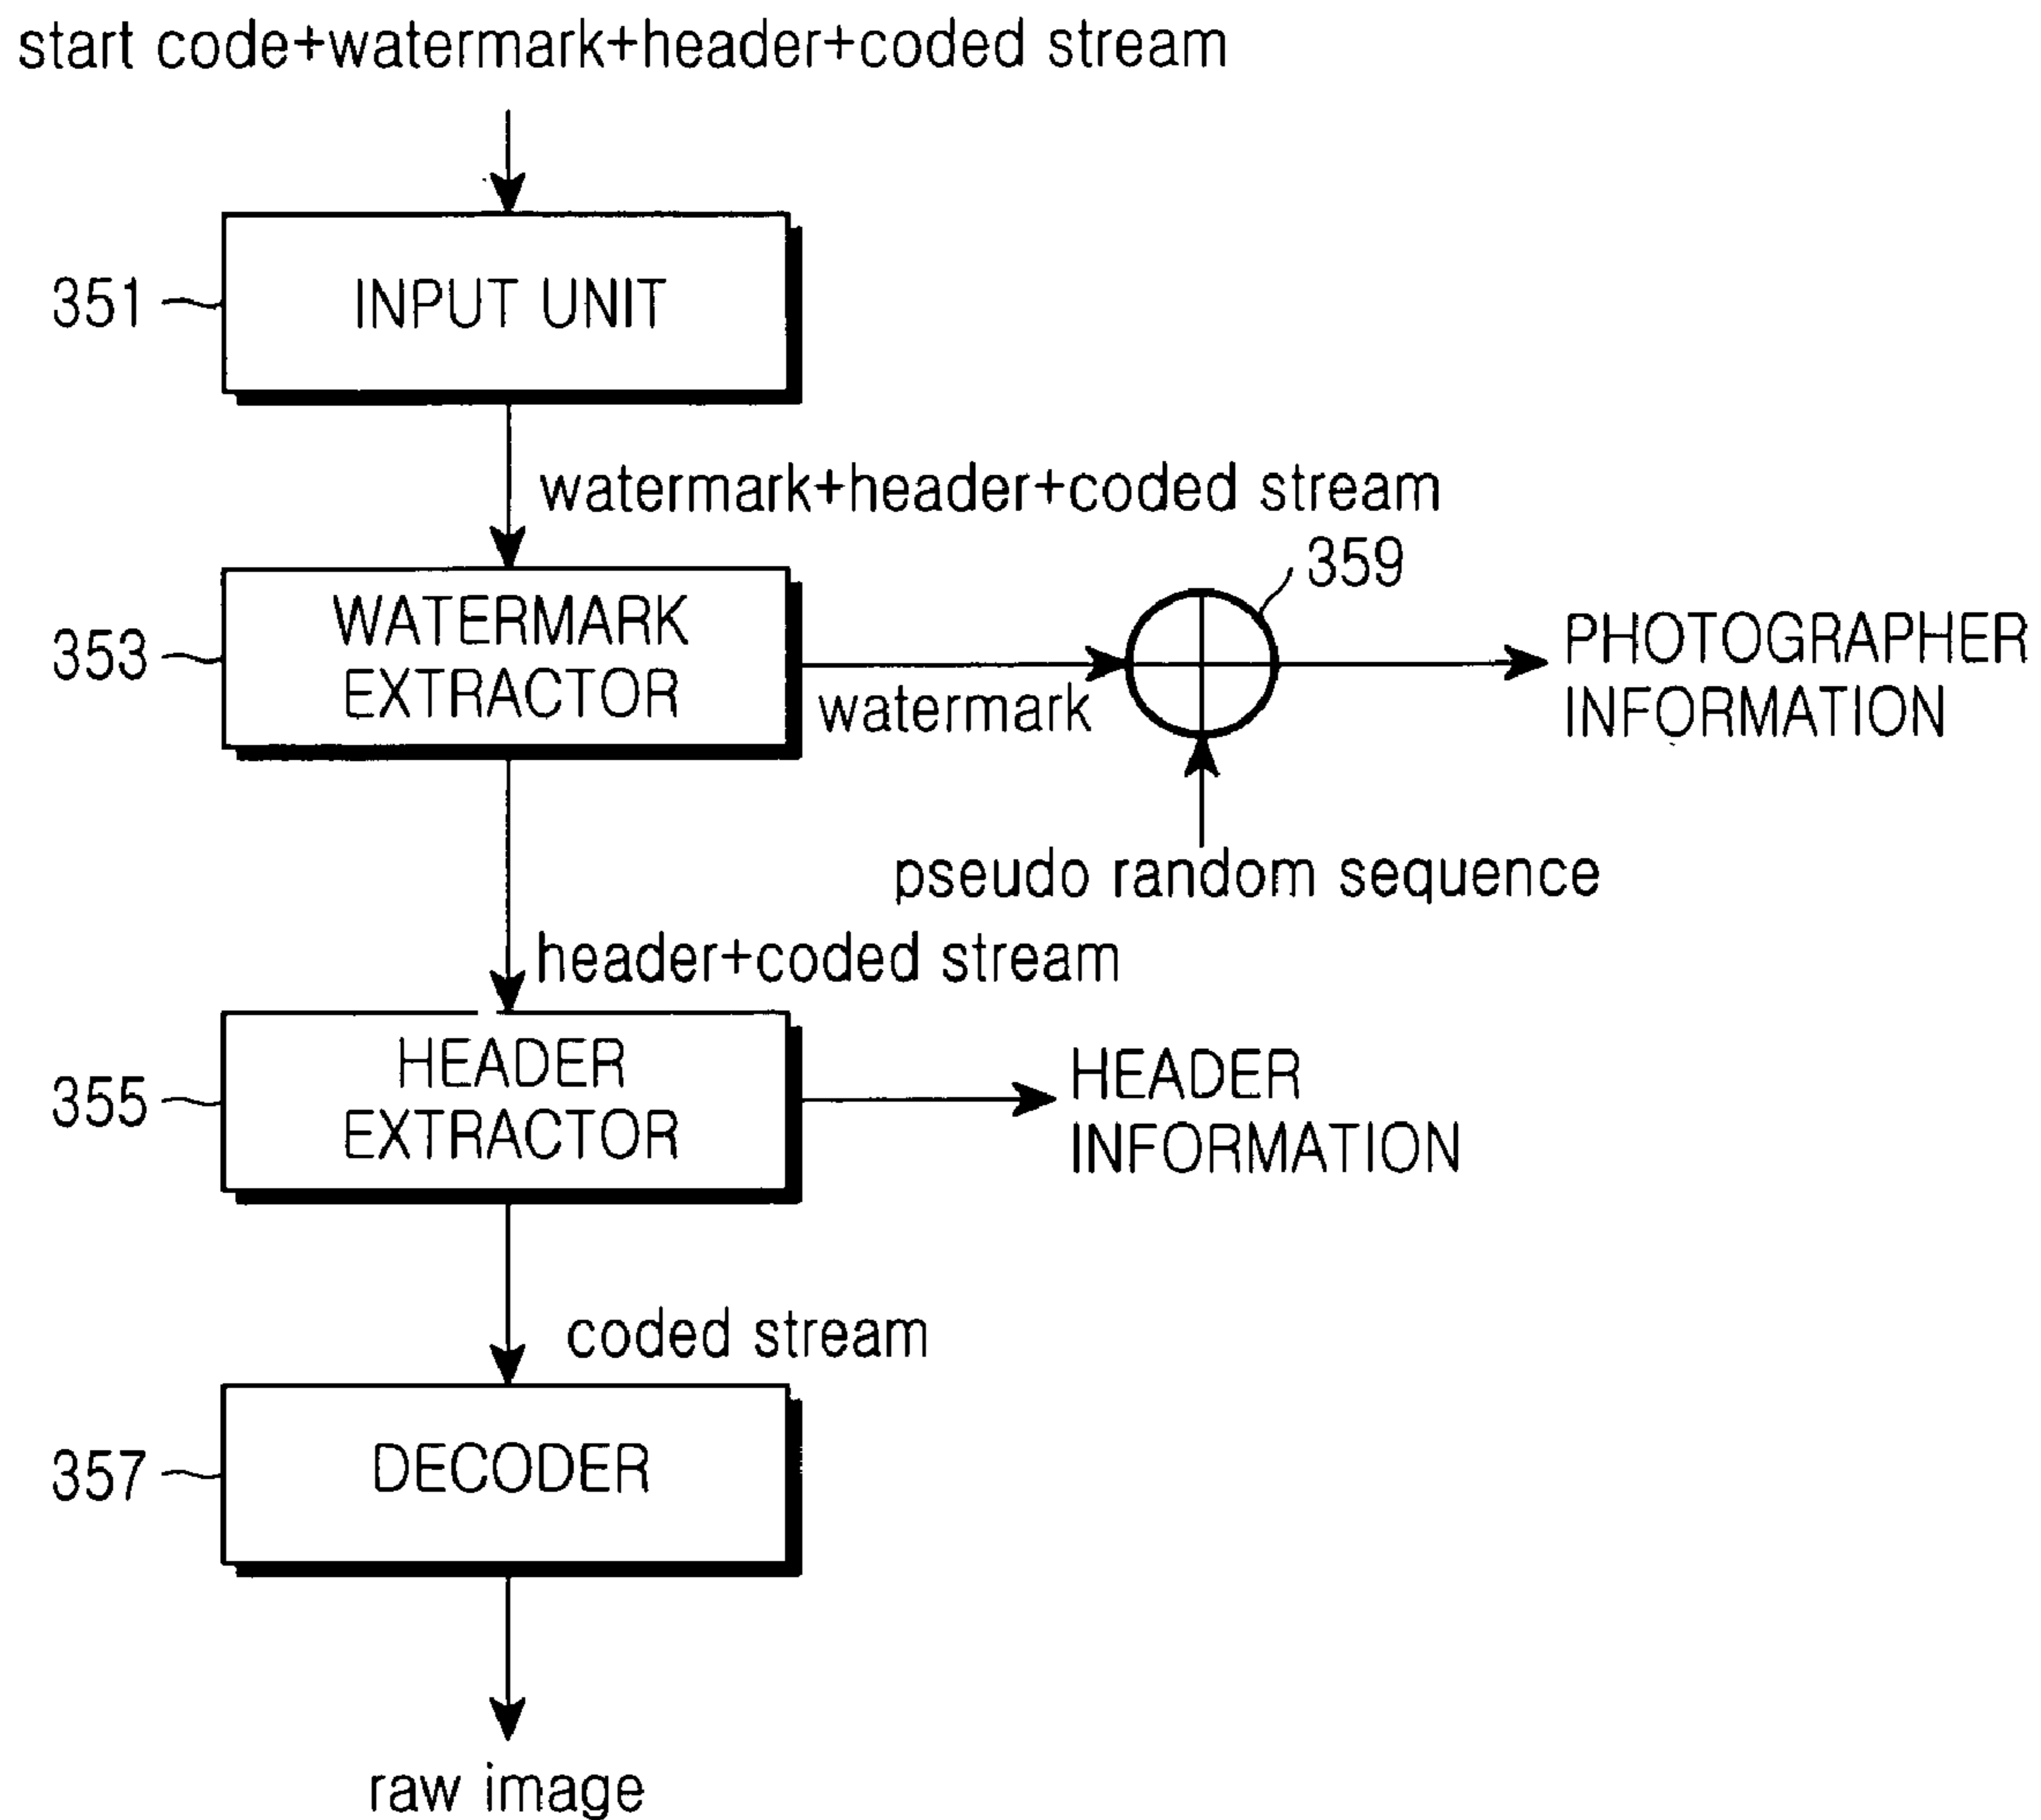 start code+watermark+header+coded stream
351
INPUT UNIT
watermark+header+coded stream
359
353
WATERMARK
EXTRACTOR
watermark
PHOTOGRAPHER
INFORMATION
pseudo random sequence
header+coded stream
355
HEADER
EXTRACTOR
HEADER
INFORMATION
coded stream
357
DECODER
raw image